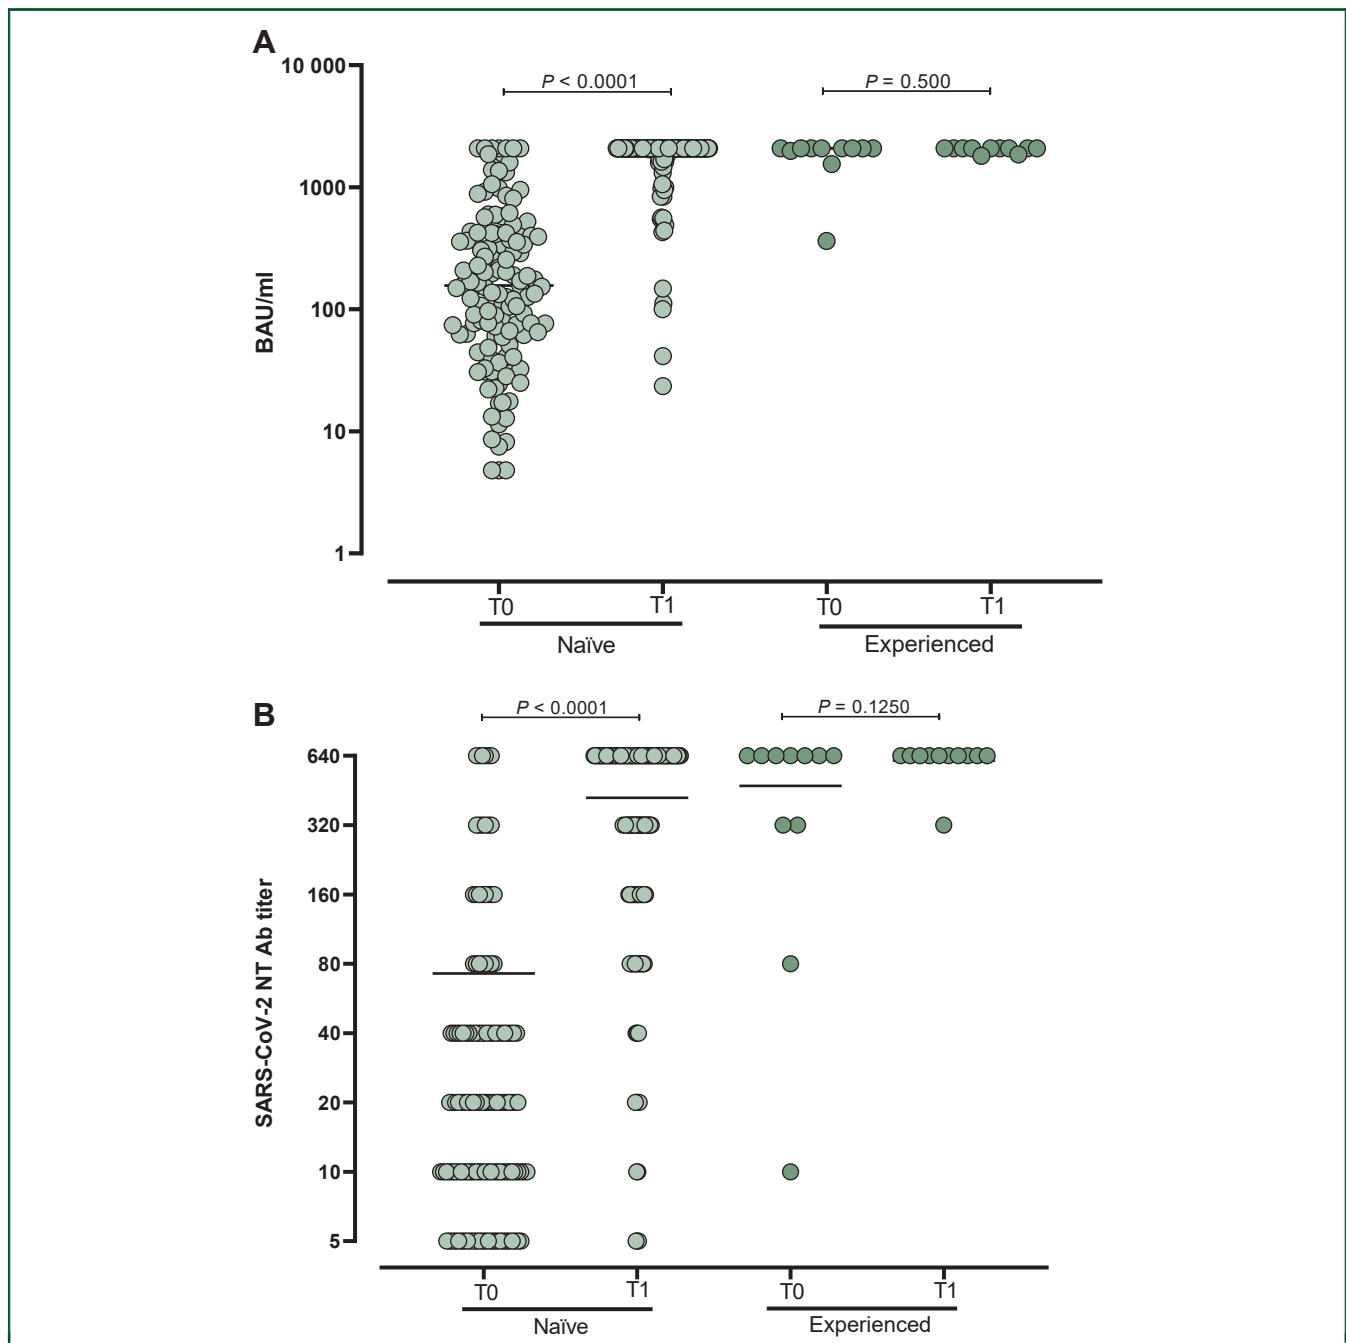 A
10 000
P < 0.0001
P = 0.500
1000
100
10
1
BAU/ml
T0
T1
T0
T1
Naïve
Experienced
B
P < 0.0001
P = 0.1250
640
320
160
80
40
20
10
5
SARS-CoV-2 NT Ab titer
T0
T1
T0
T1
Naïve
Experienced